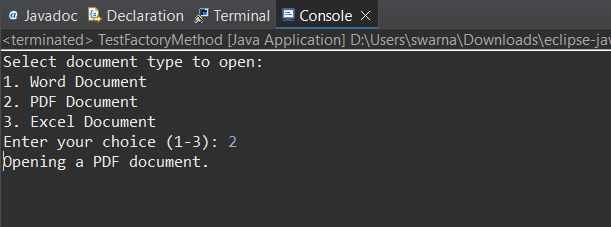 @ Javadoc Declaration Terminal Console
<terminated> TestFactoryMethod [Java Application] D:\Users\swarna\Downloads\eclipse-jav
Select document type to open:
1. Word Document
2. PDF Document
3. Excel Document
Enter your choice (1-3): 2
Opening a PDF document.